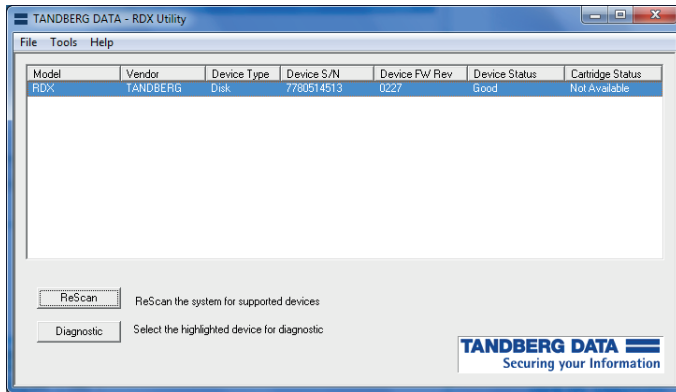 TANDBERG DATA - RDX Utility
File Tools Help
Model Vendor Device Type Device S/N Device FW Rev Device Status Cartridge Status
RDX TANDBERG Disk 7780514513 0227 Good Not Available
ReScan ReScan the system for supported devices
Diagnostic Select the highlighted device for diagnostic
TANDBERG DATA
Securing your Information